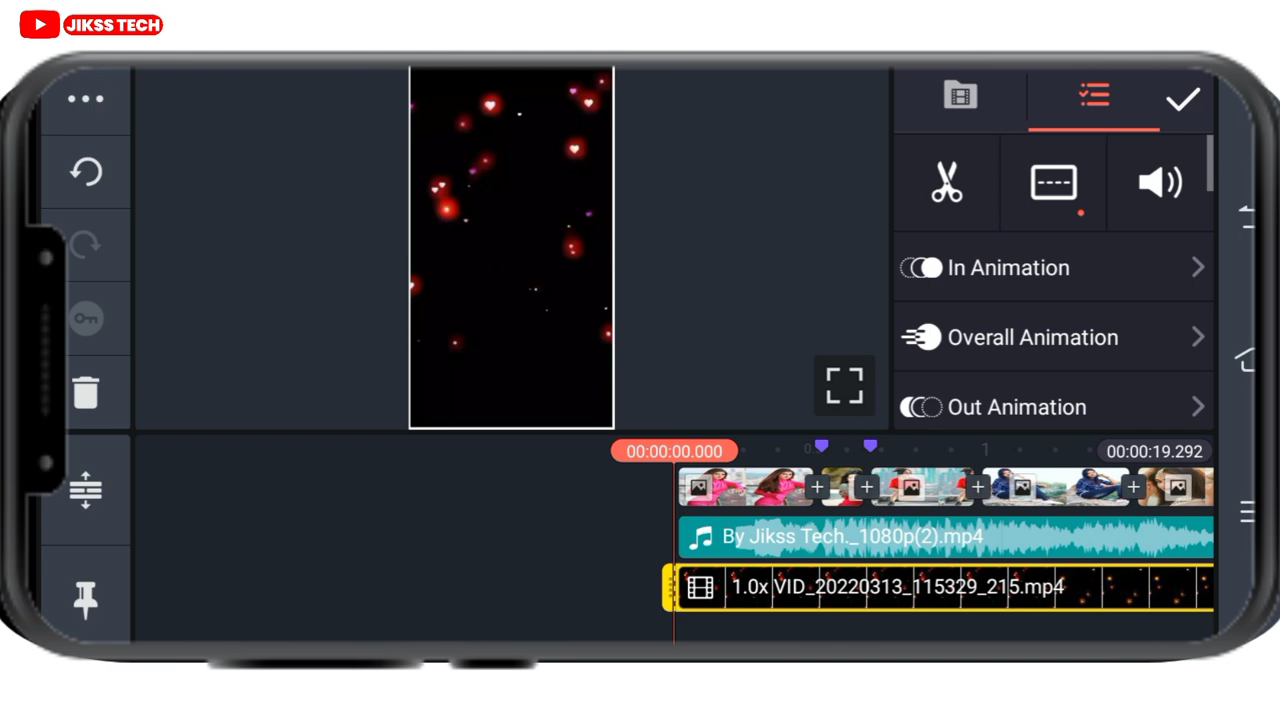 JIKSS TECH
In Animation
Overall Animation
Out Animation
00:00:00.000
1
00:00:19.292
By Jikss Tech._1080p(2).mp4
1.0x VID_20220313_115329_215.mp4